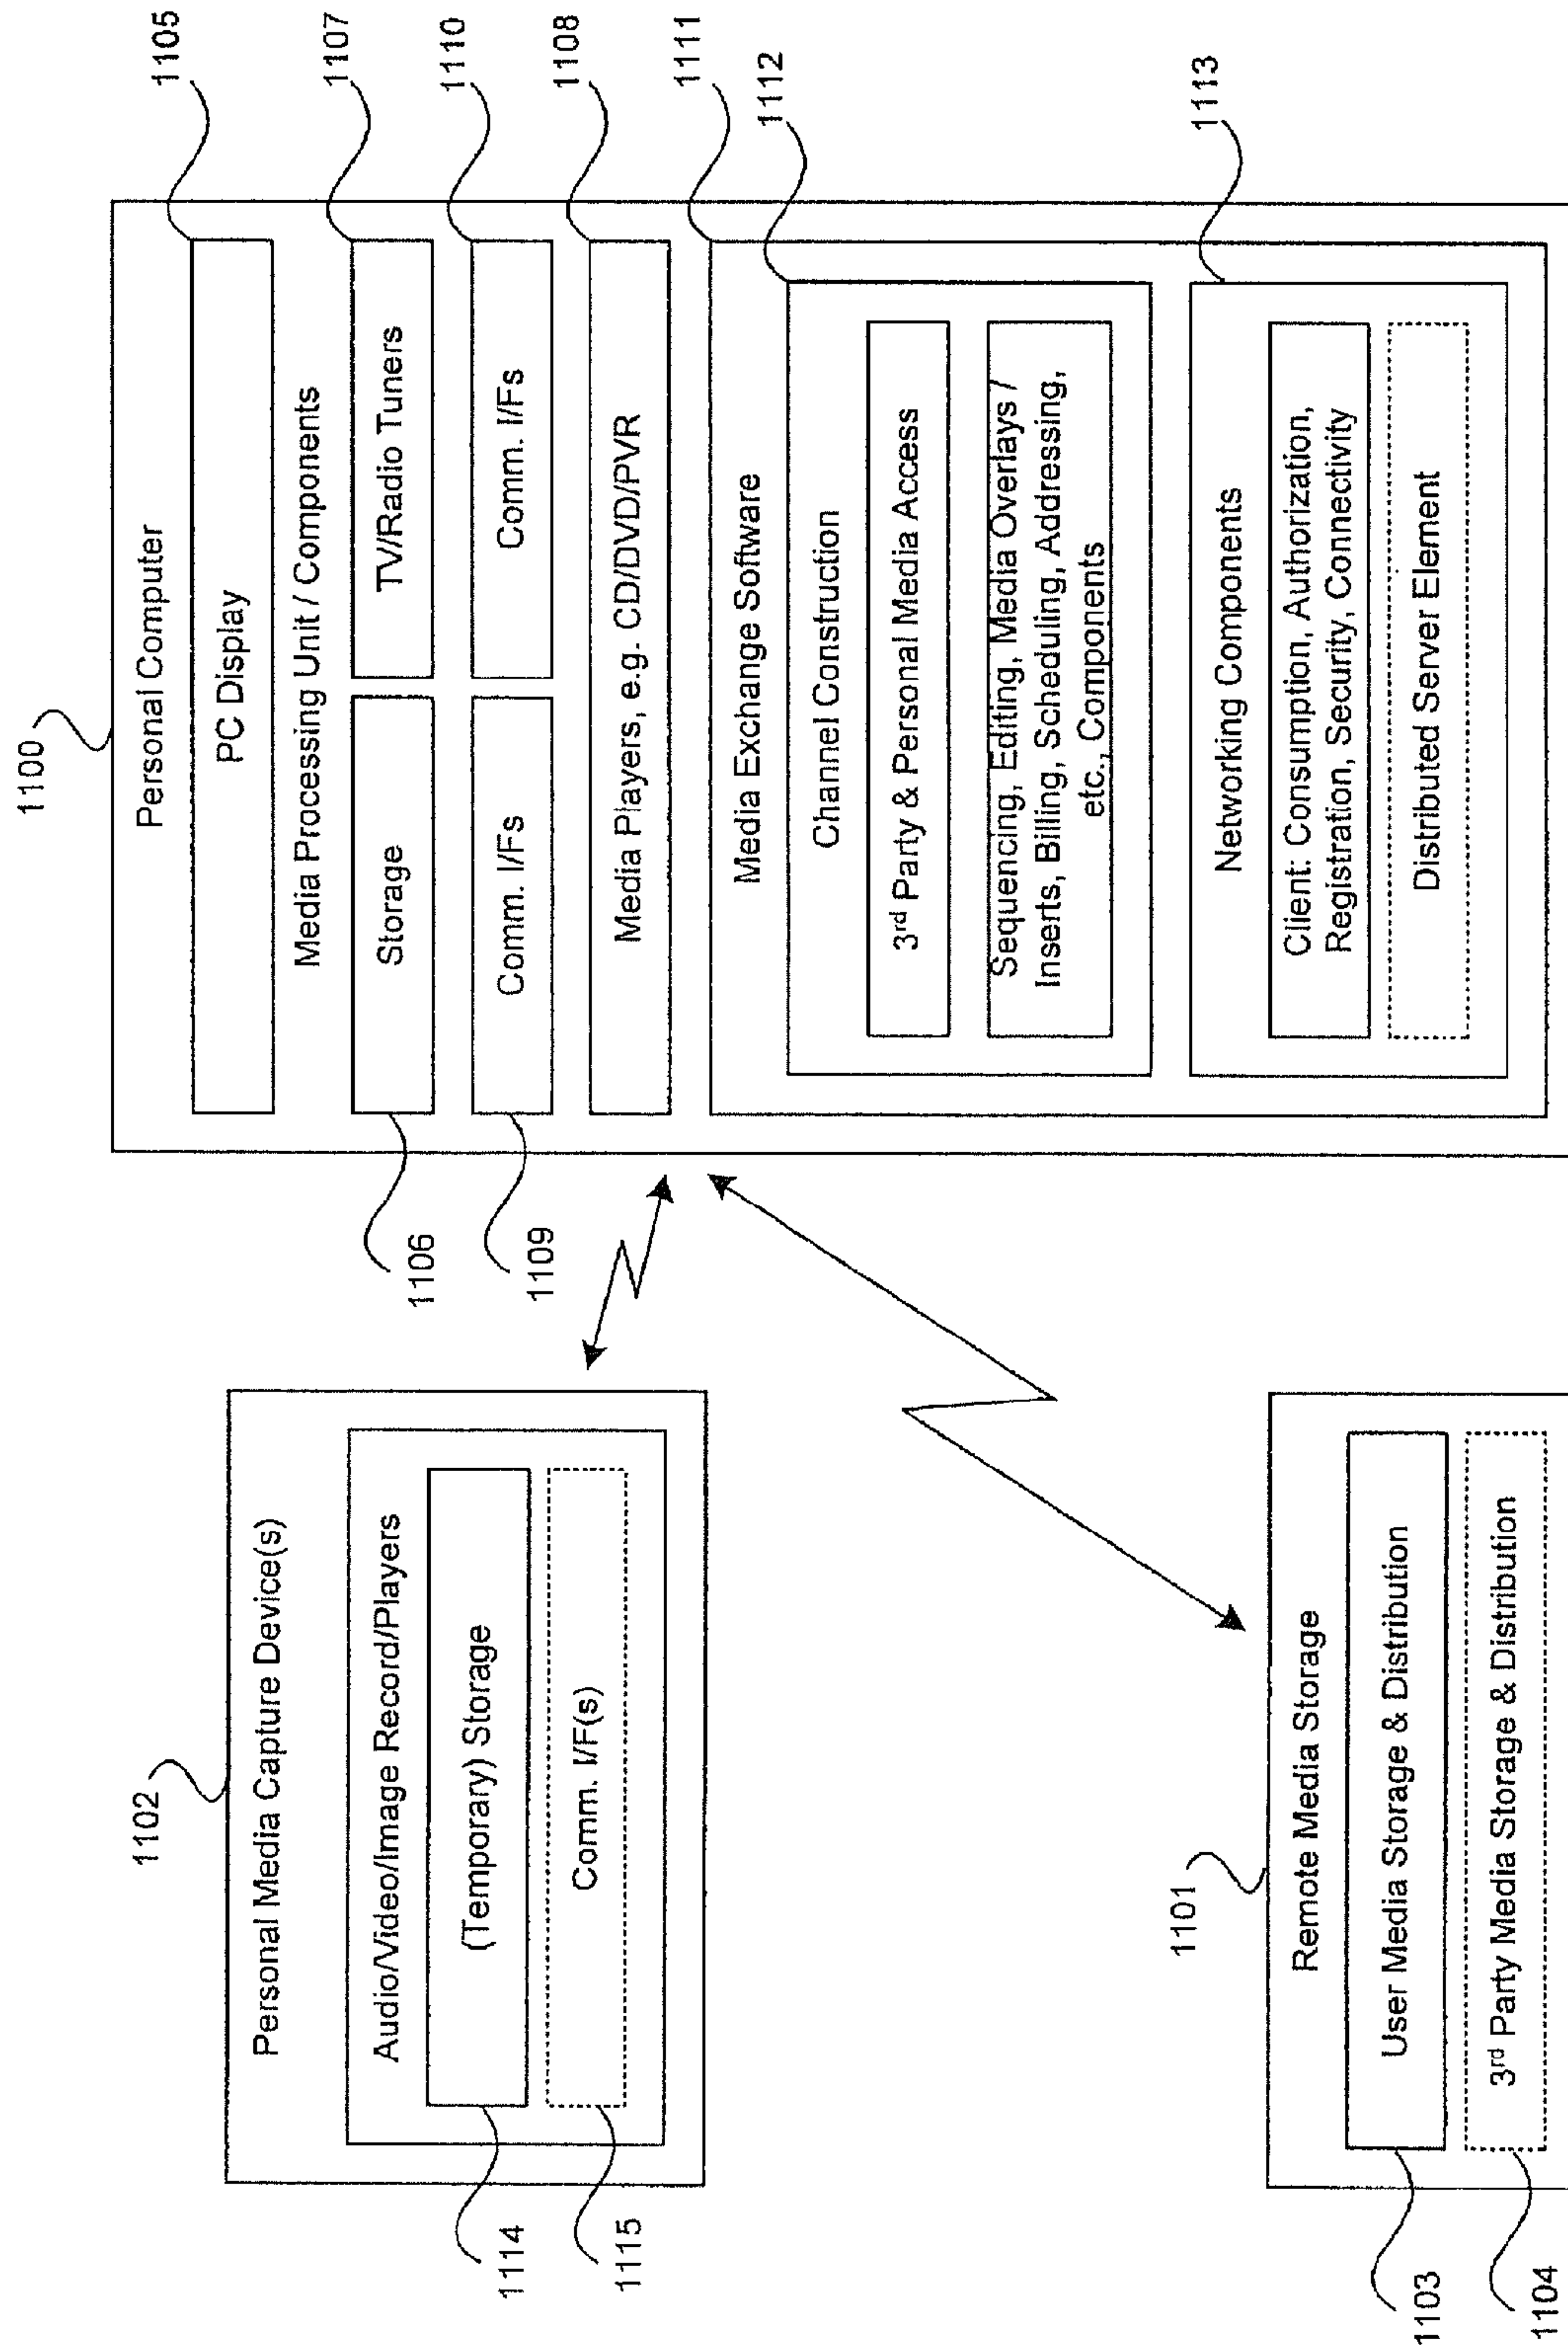 1100
Personal Computer
PC Display
1105
Media Processing Unit / Components
Storage
TV/Radio Tuners
1106
1107
Comm. I/Fs
Comm. I/Fs
1109
1110
Media Players, e.g. CD/DVD/PVR
1108
Media Exchange Software
1111
Channel Construction
1112
3rd Party & Personal Media Access
Sequencing, Editing, Media Overlays /
Inserts, Billing, Scheduling, Addressing,
etc., Components
Networking Components
1113
Client: Consumption, Authorization,
Registration, Security, Connectivity
Distributed Server Element
1102
Personal Media Capture Device(s)
Audio/Video/Image Record/Players
(Temporary) Storage
1114
Comm. I/F(s)
1115
1101
Remote Media Storage
User Media Storage & Distribution
1103
3rd Party Media Storage & Distribution
1104